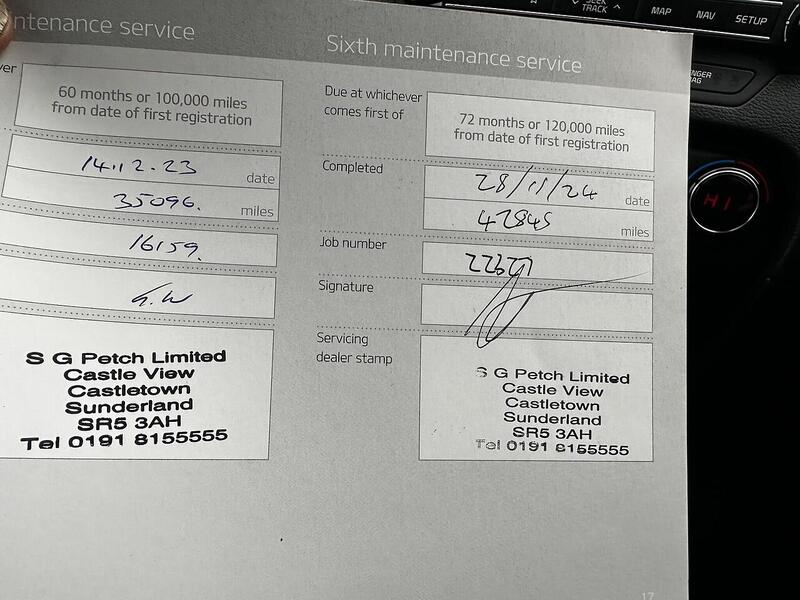 ntenance service
ver
60 months or 100,000 miles
from date of first registration
14.12.23
date
35096.
miles
16159.
G.W
S G Petch Limited
Castle View
Castletown
Sunderland
SR5 3AH
Tel 0191 8155555
Sixth maintenance service
Due at whichever
comes first of
72 months or 120,000 miles
from date of first registration
Completed
28/11/24
date
42845
miles
Job number
Signature
Servicing
dealer stamp
S G Petch Limited
Castle View
Castletown
Sunderland
SR5 3AH
Tel 0191 8155555
17
SEEK
TRACK
MAP
NAV
SETUP
NGER
AG
HI